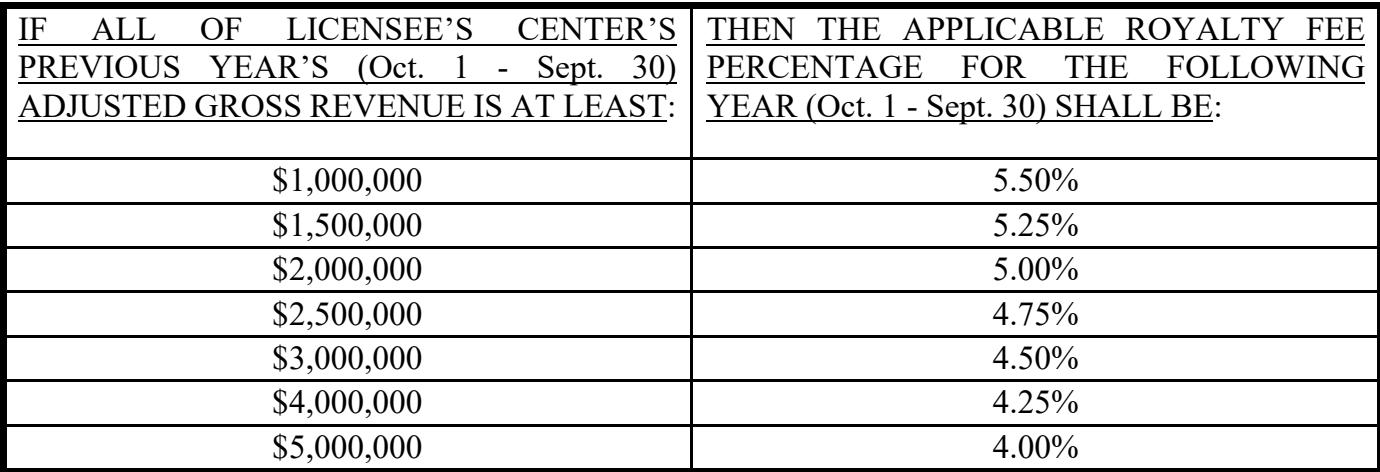 IF ALL OF LICENSEE’S CENTER’S
PREVIOUS YEAR’S (Oct. 1 - Sept. 30)
ADJUSTED GROSS REVENUE IS AT LEAST:
THEN THE APPLICABLE ROYALTY FEE
PERCENTAGE FOR THE FOLLOWING
YEAR (Oct. 1 - Sept. 30) SHALL BE:
$1,000,000 5.50%
$1,500,000 5.25%
$2,000,000 5.00%
$2,500,000 4.75%
$3,000,000 4.50%
$4,000,000 4.25%
$5,000,000 4.00%